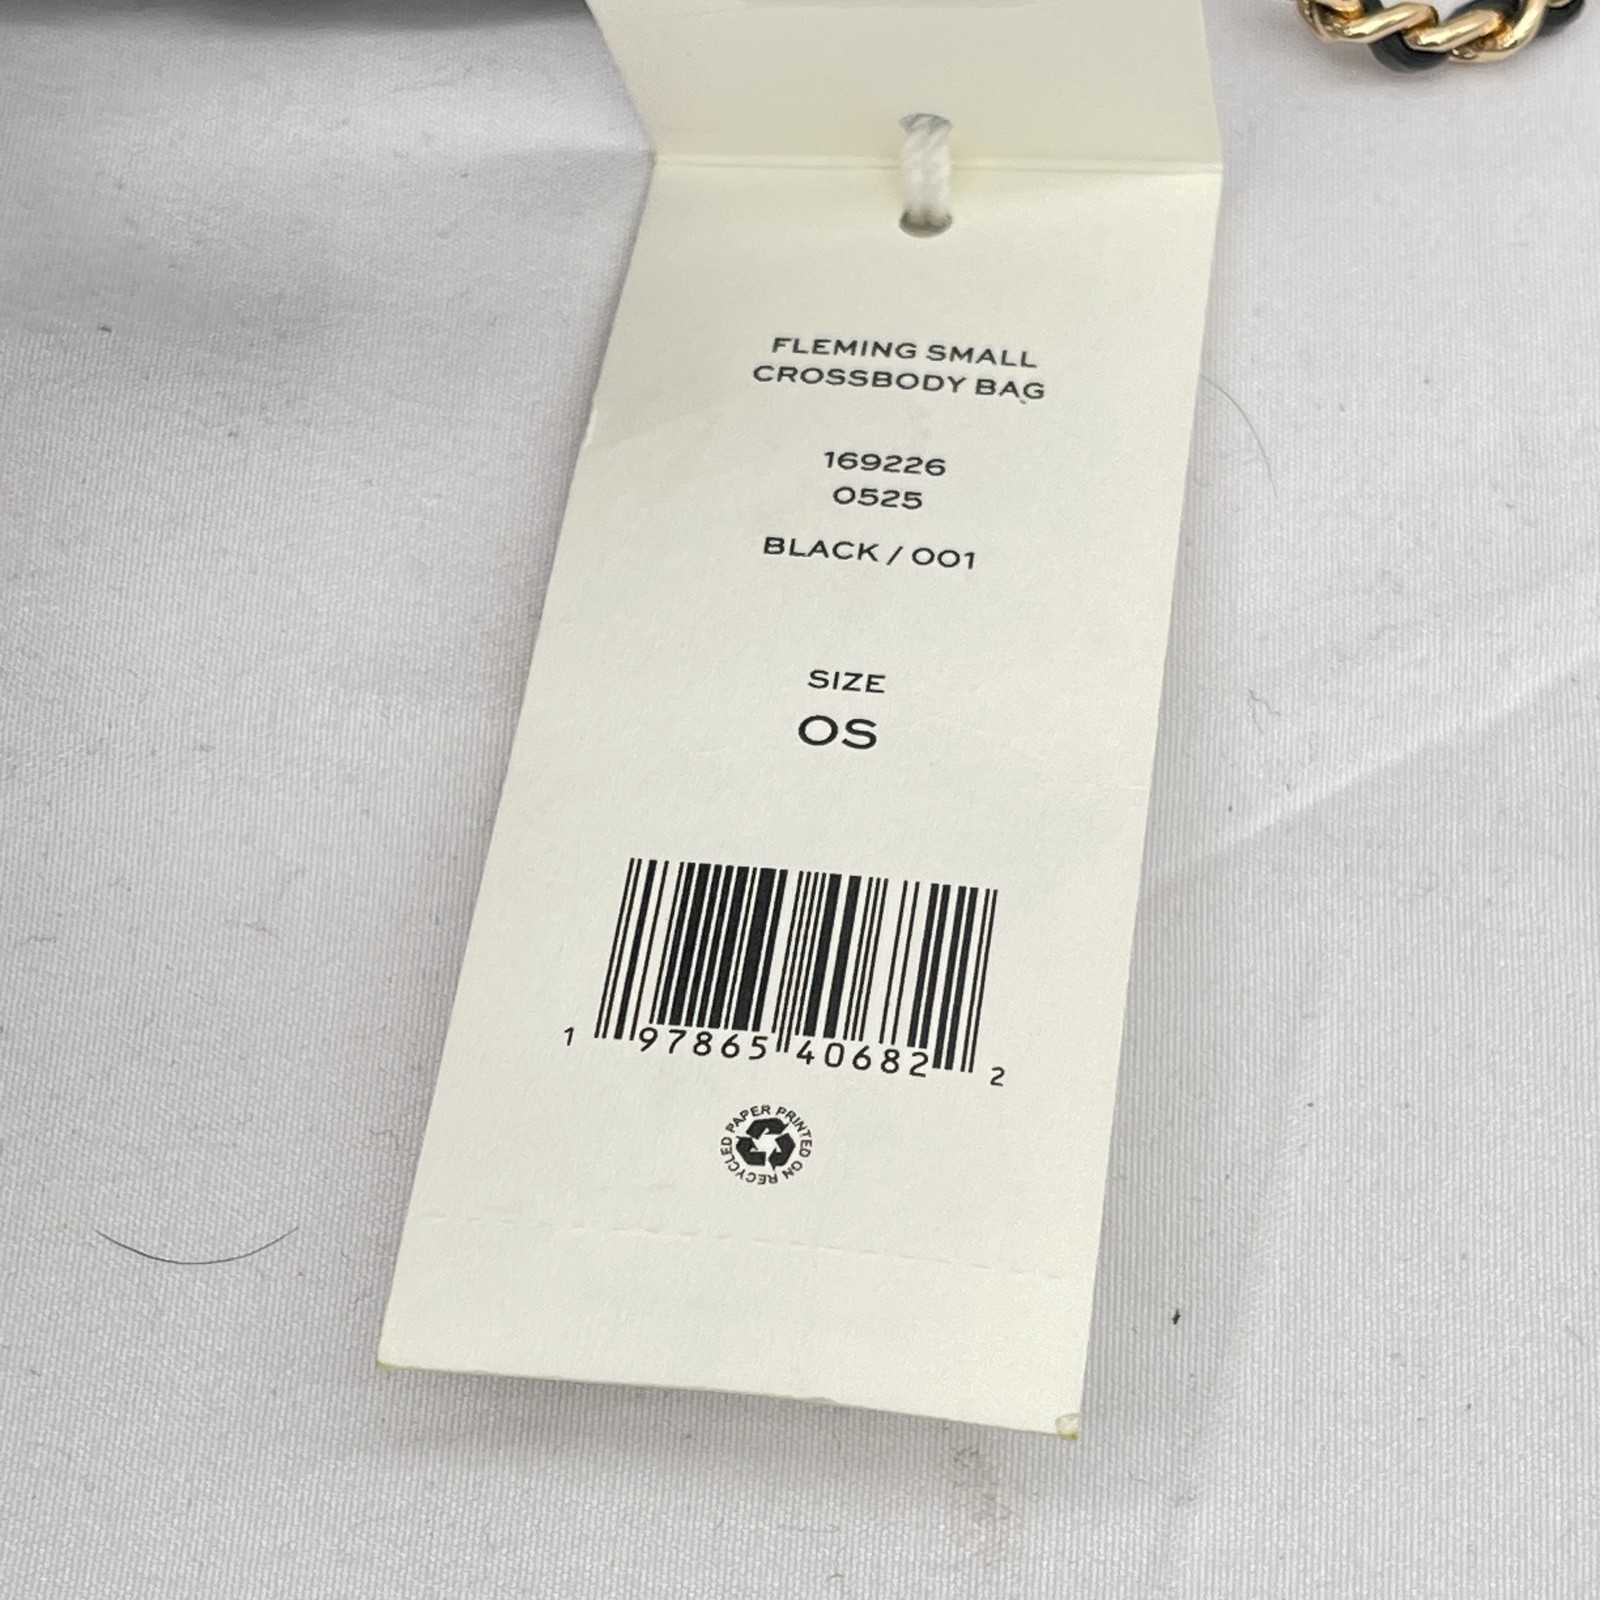 FLEMING SMALL
CROSSBODY BAG
169226
0525
BLACK / 001
SIZE
OS
1 97865 40682 2
PRINTED ON RECYCLED PAPER